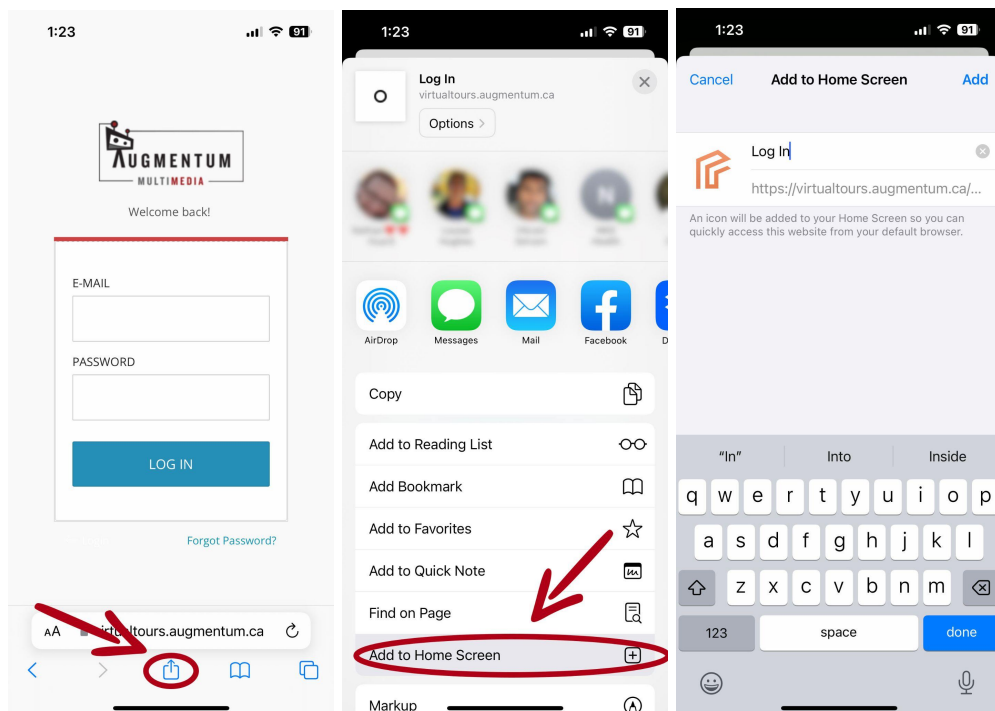 1:23
91
AUGMENTUM
MULTIMEDIA
Welcome back!
E-MAIL
PASSWORD
LOG IN
Forgot Password?
AA
virtualtours.augmentum.ca
1:23
91
Log In
virtualtours.augmentum.ca
Options
N
AirDrop
Messages
Mail
Facebook
D
Copy
Add to Reading List
Add Bookmark
Add to Favorites
Add to Quick Note
Find on Page
Add to Home Screen
Markup
1:23
91
Cancel
Add to Home Screen
Add
Log In
https://virtualtours.augmentum.ca/...
An icon will be added to your Home Screen so you can
quickly access this website from your default browser.
“In”
Into
Inside
q w e r t y u i o p
a s d f g h j k l
z x c v b n m
123
space
done